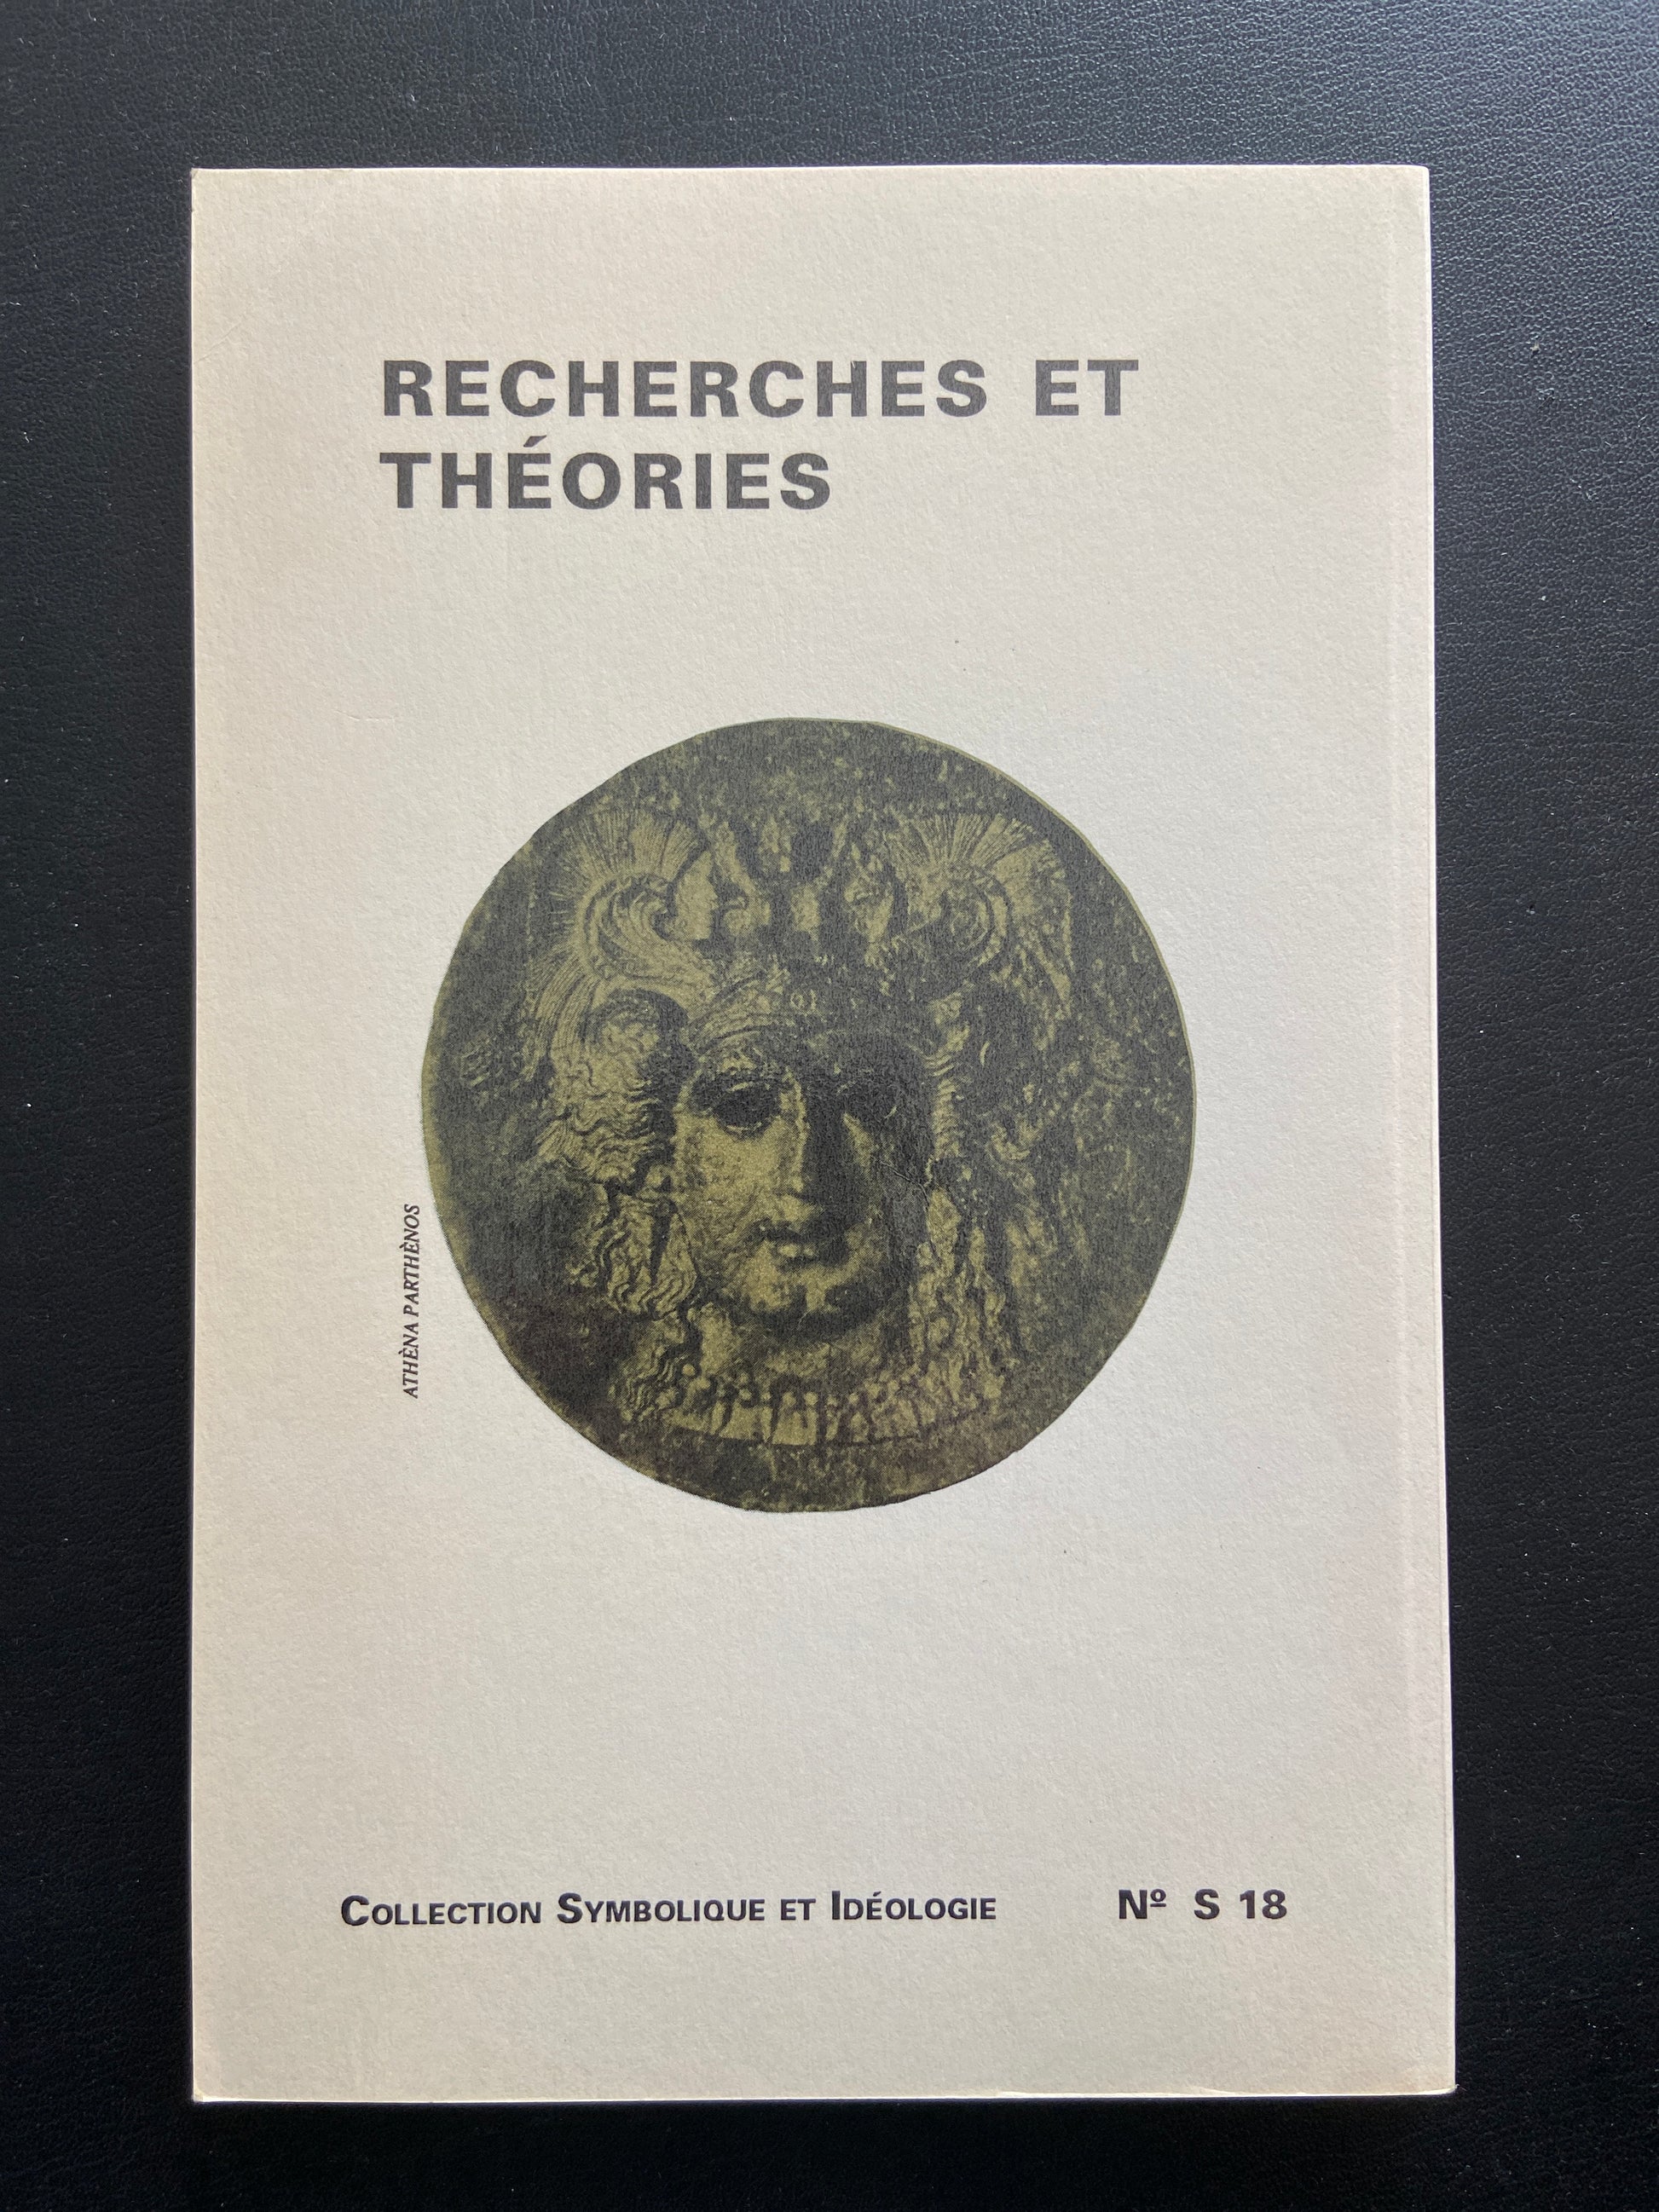 RECHERCHES ET
THÉORIES
ATHÈNA PARTHÈNOS
COLLECTION SYMBOLIQUE ET IDÉOLOGIE Nº S 18